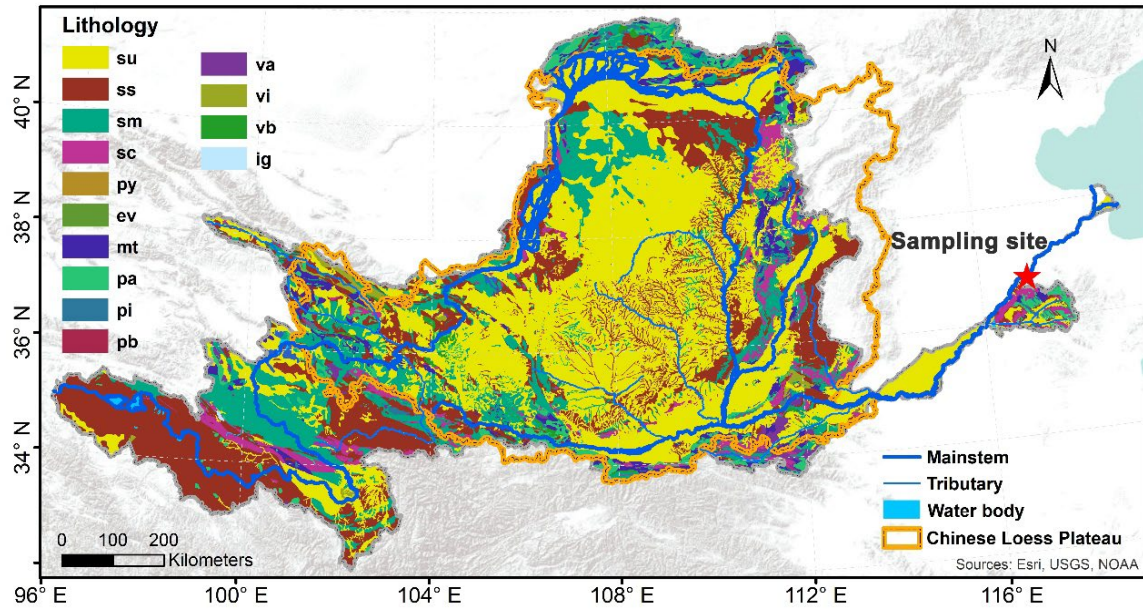 Lithology
su
ss
sm
sc
py
ev
mt
pa
pi
pb
va
vi
vb
ig
N
Sampling site
Mainstem
Tributary
Water body
Chinese Loess Plateau
Sources: Esri, USGS, NOAA
0 100 200
Kilometers
40° N
38° N
36° N
34° N
96° E
100° E
104° E
108° E
112° E
116° E